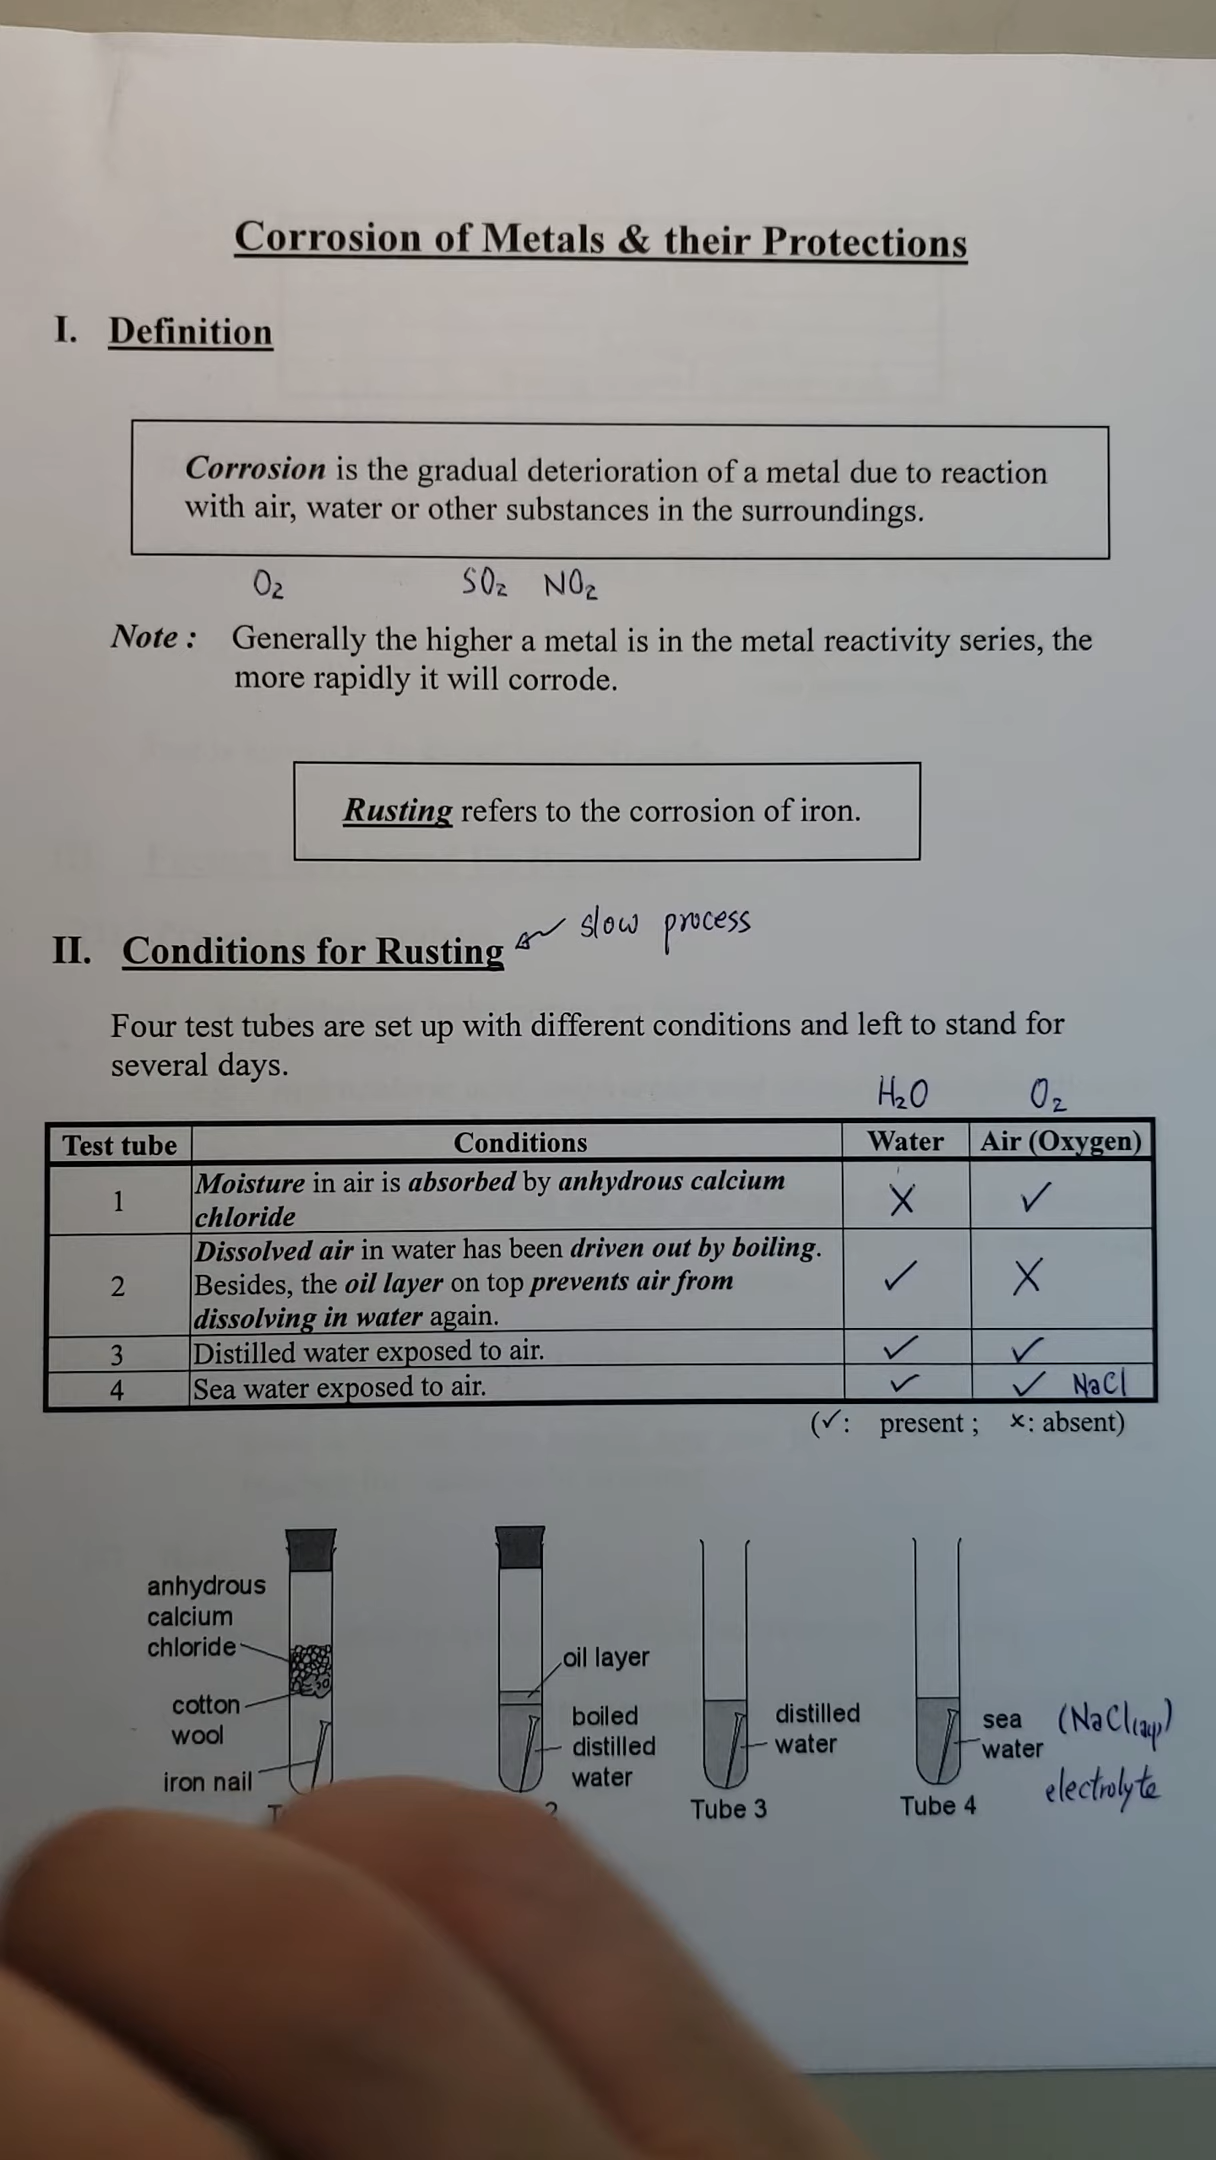 Corrosion of Metals & their Protections
I. Definition
Corrosion is the gradual deterioration of a metal due to reaction
with air, water or other substances in the surroundings.
O₂ SO₂ NO₂
Note : Generally the higher a metal is in the metal reactivity series, the
more rapidly it will corrode.
Rusting refers to the corrosion of iron.
slow process
II. Conditions for Rusting
Four test tubes are set up with different conditions and left to stand for
several days.
H₂O O₂
Test tube Conditions Water Air (Oxygen)
1 Moisture in air is absorbed by anhydrous calcium
chloride X ✓
2 Dissolved air in water has been driven out by boiling.
Besides, the oil layer on top prevents air from ✓ X
dissolving in water again.
3 Distilled water exposed to air. ✓ ✓
4 Sea water exposed to air. ✓ ✓ NaCl
(✓: present ; ×: absent)
anhydrous
calcium
chloride
cotton
wool
iron nail
oil layer
boiled
distilled
water
2
distilled
water
Tube 3
sea
water
(NaCl(aq))
electrolyte
Tube 4